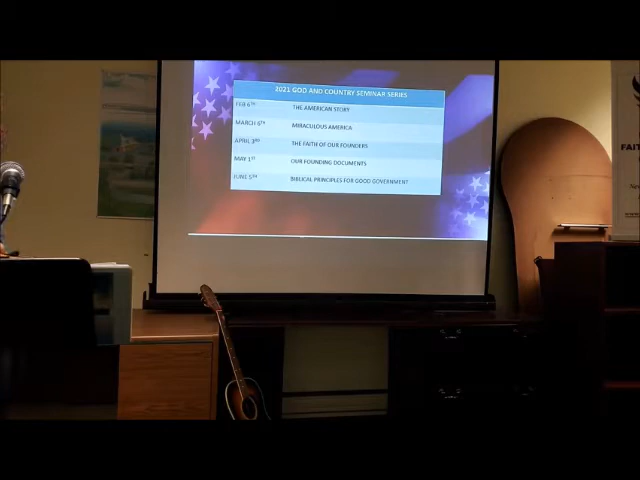 2021 GOD AND COUNTRY SEMINAR SERIES
FEB 6TH THE AMERICAN STORY
MARCH 6TH MIRACULOUS AMERICA
APRIL 3RD THE FAITH OF OUR FOUNDERS
MAY 1ST OUR FOUNDING DOCUMENTS
JUNE 5TH BIBLICAL PRINCIPLES FOR GOOD GOVERNMENT
FAIT